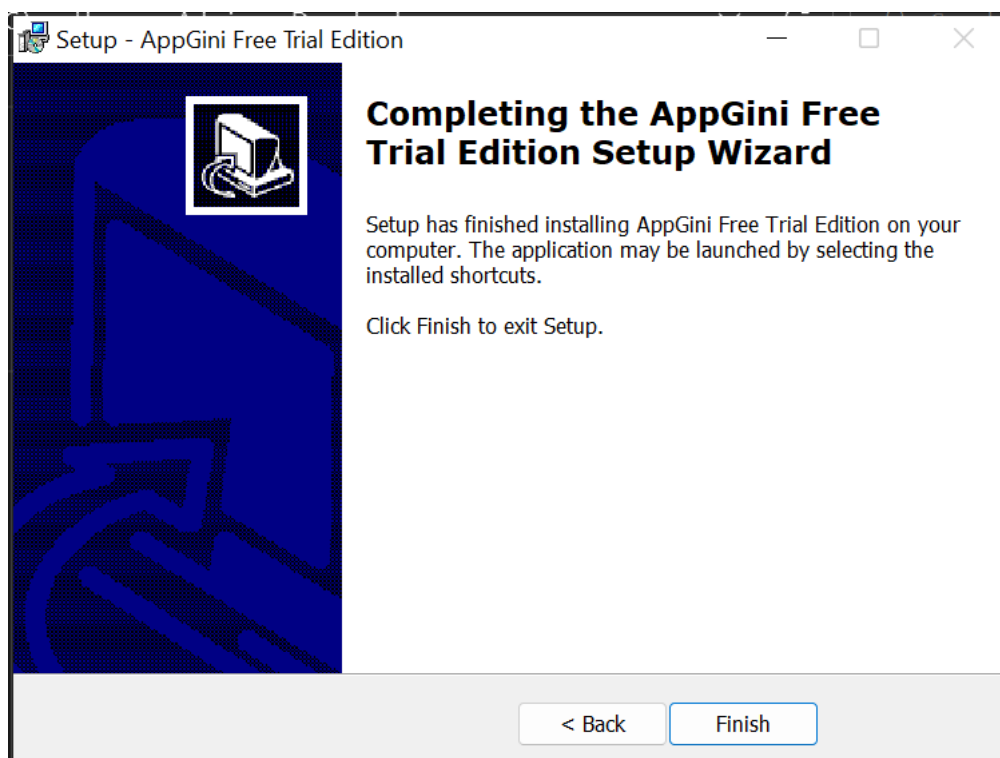 Setup - AppGini Free Trial Edition
Completing the AppGini Free
Trial Edition Setup Wizard
Setup has finished installing AppGini Free Trial Edition on your
computer. The application may be launched by selecting the
installed shortcuts.
Click Finish to exit Setup.
< Back
Finish